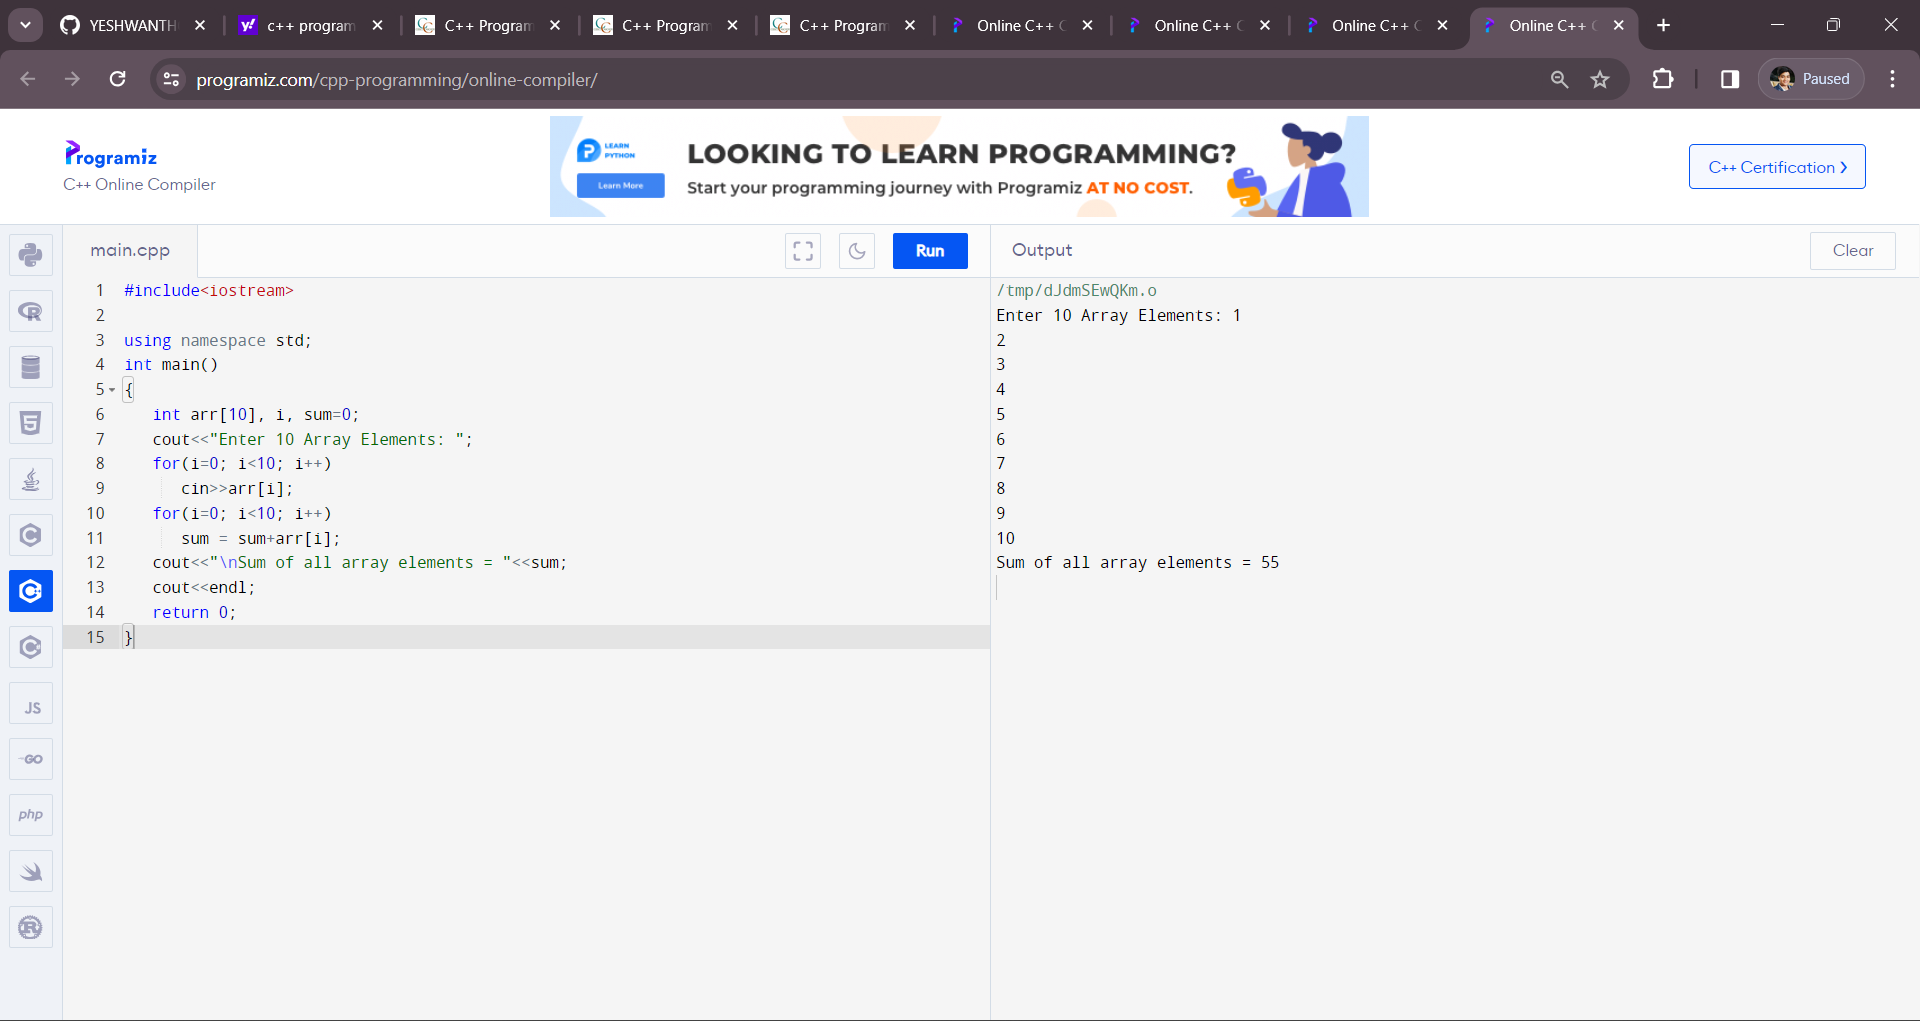 YESHWANTH
c++ program
C++ Program
C++ Program
C++ Program
Online C++ C
Online C++ C
Online C++ C
Online C++ C
programiz.com/cpp-programming/online-compiler/
Paused
Programiz
C++ Online Compiler
LEARN
PYTHON
Learn More
LOOKING TO LEARN PROGRAMMING?
Start your programming journey with Programiz AT NO COST.
C++ Certification ›
main.cpp
Run
Output
Clear
1 #include<iostream>
2
3 using namespace std;
4 int main()
5 {
6 int arr[10], i, sum=0;
7 cout<<"Enter 10 Array Elements: ";
8 for(i=0; i<10; i++)
9 cin>>arr[i];
10 for(i=0; i<10; i++)
11 sum = sum+arr[i];
12 cout<<"\nSum of all array elements = "<<sum;
13 cout<<endl;
14 return 0;
15 }
/tmp/dJdmSEwQKm.o
Enter 10 Array Elements: 1
2
3
4
5
6
7
8
9
10
Sum of all array elements = 55
JS
GO
php